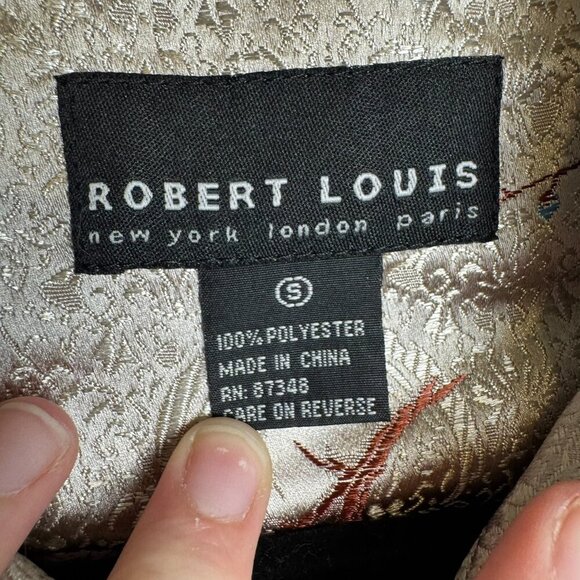 ROBERT LOUIS
new york london paris
S
100% POLYESTER
MADE IN CHINA
RN: 87348
CARE ON REVERSE